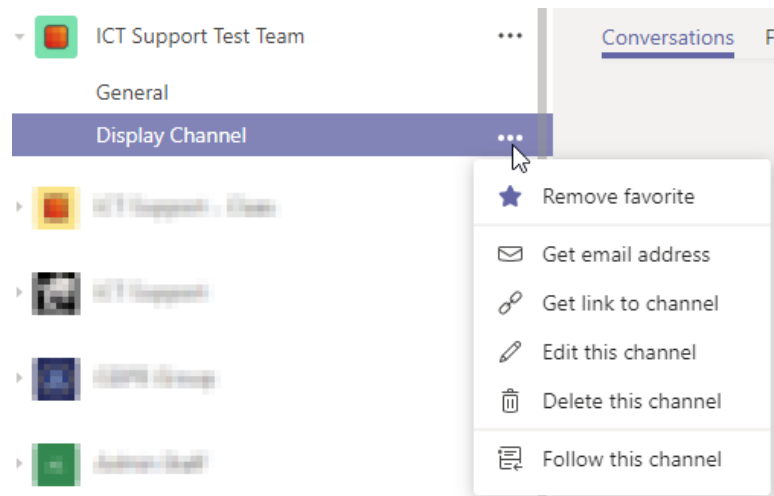 ICT Support Test Team
Conversations F
General
Display Channel
Remove favorite
Get email address
Get link to channel
Edit this channel
Delete this channel
Follow this channel